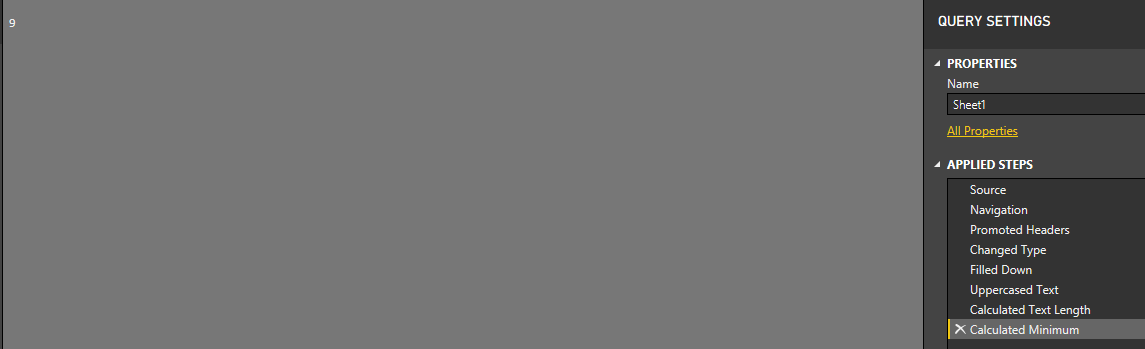 9
QUERY SETTINGS
PROPERTIES
Name
Sheet1
All Properties
APPLIED STEPS
Source
Navigation
Promoted Headers
Changed Type
Filled Down
Uppercased Text
Calculated Text Length
Calculated Minimum